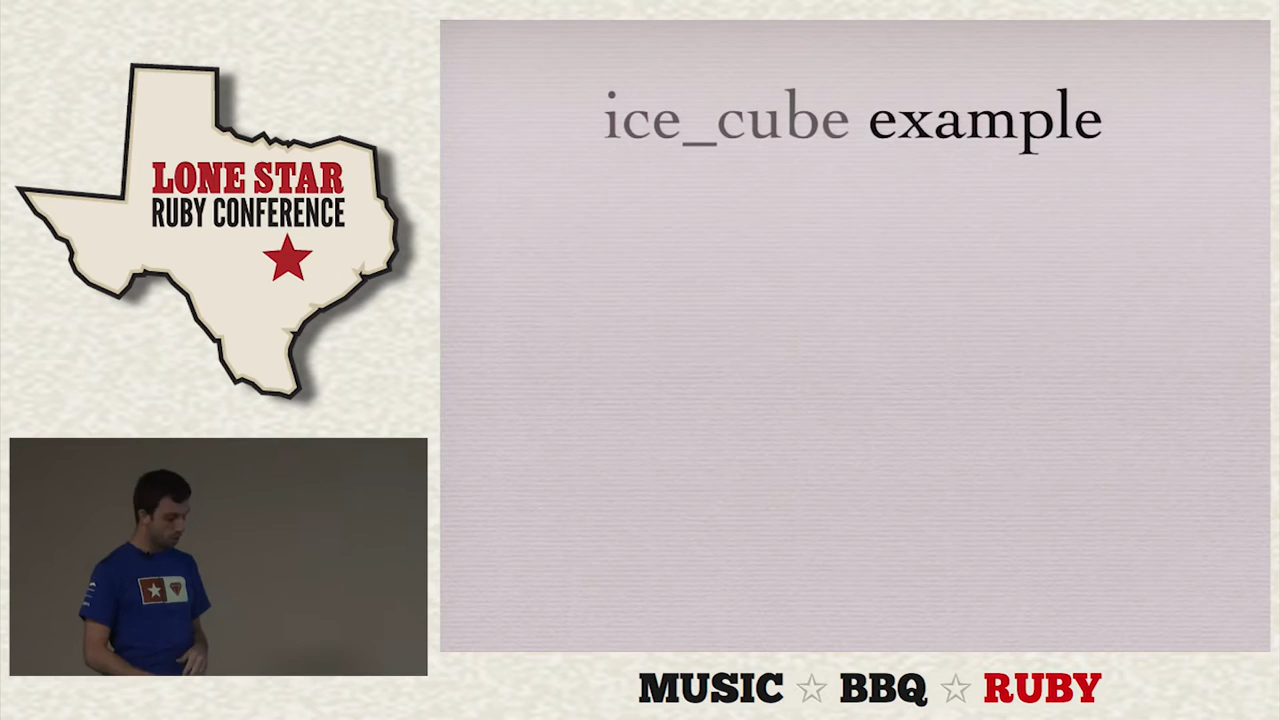 LONE STAR
RUBY CONFERENCE
ice_cube example
MUSIC ☆ BBQ ☆ RUBY